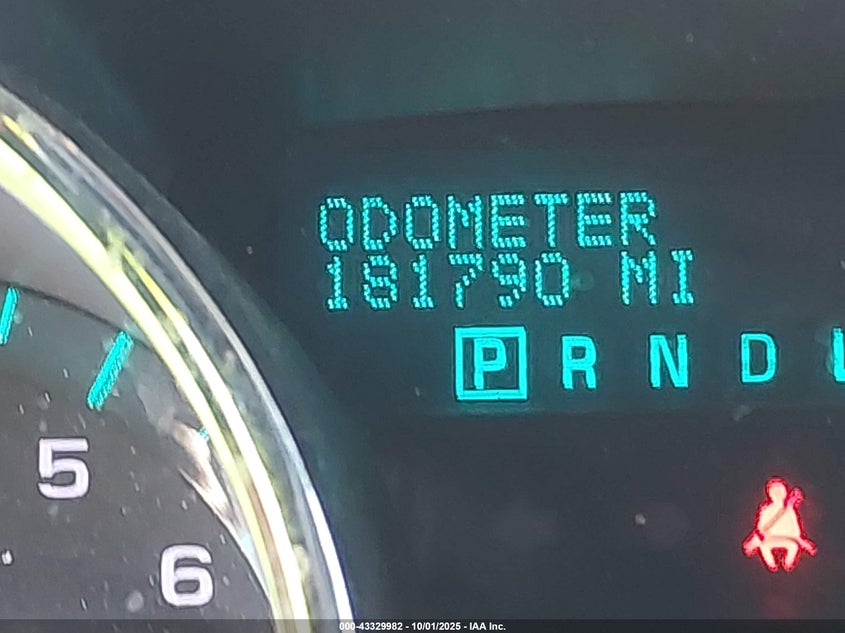 ODOMETER
181790 MI
P R N D
5
6
000-43329982 - 10/01/2025 - IAA Inc.